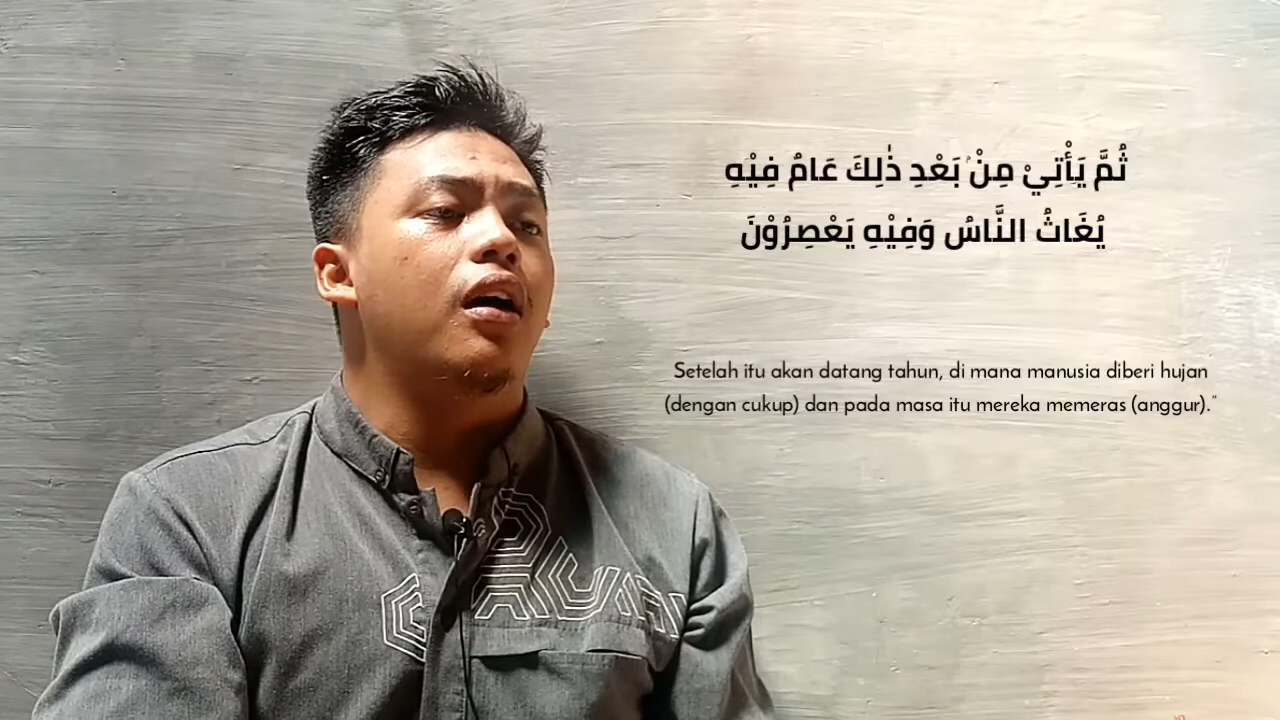 ثُمَّ يَأْتِيْ مِنْۢ بَعْدِ ذٰلِكَ عَامٌ فِيْهِ
يُغَاثُ النَّاسُ وَفِيْهِ يَعْصِرُوْنَ
Setelah itu akan datang tahun, di mana manusia diberi hujan
(dengan cukup) dan pada masa itu mereka memeras (anggur)."